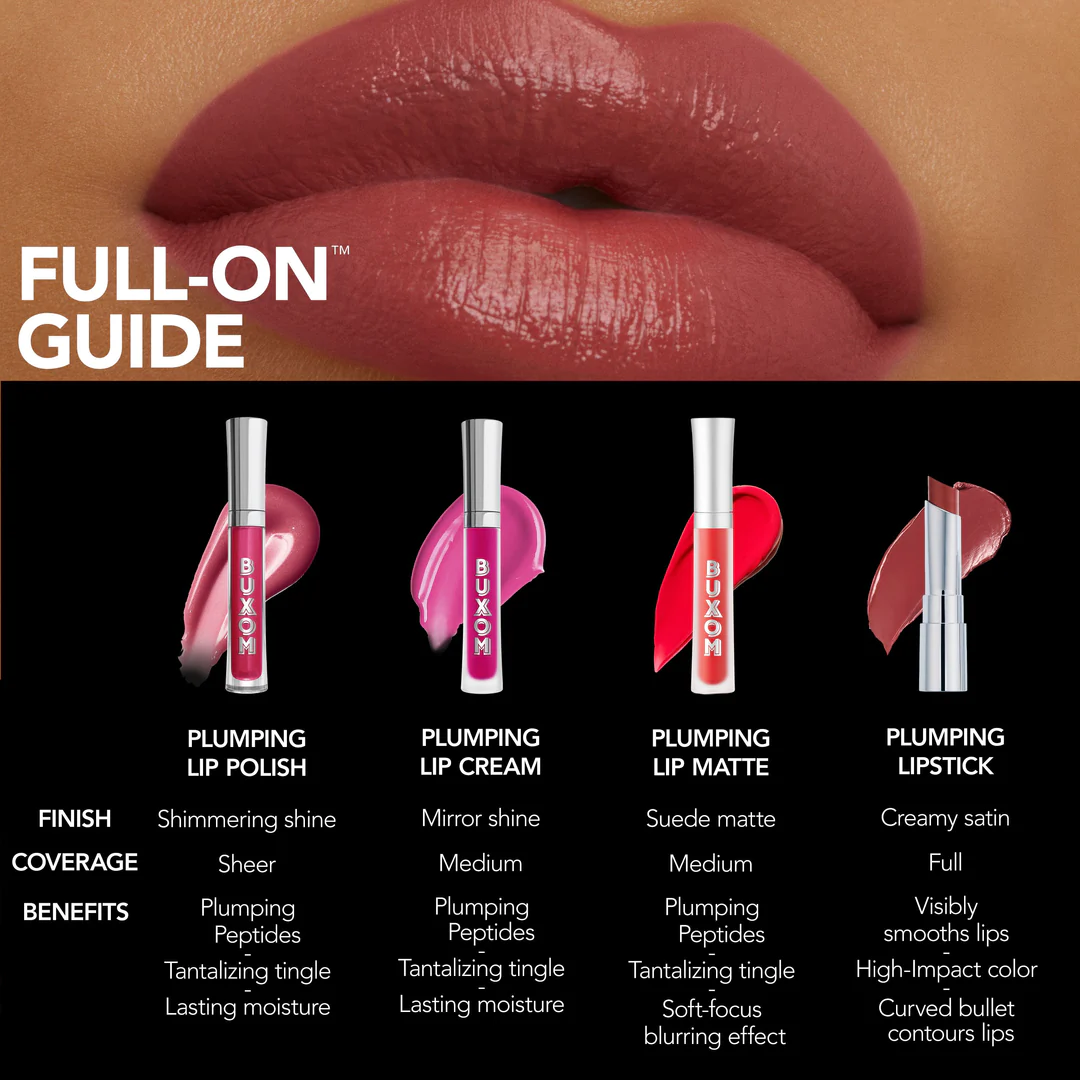 FULL-ON™
GUIDE
BUXOM
BUXOM
BUXOM
PLUMPING
LIP POLISH
PLUMPING
LIP CREAM
PLUMPING
LIP MATTE
PLUMPING
LIPSTICK
FINISH Shimmering shine Mirror shine Suede matte Creamy satin
COVERAGE Sheer Medium Medium Full
BENEFITS
Plumping
Peptides
-
Tantalizing tingle
-
Lasting moisture
Plumping
Peptides
-
Tantalizing tingle
-
Lasting moisture
Plumping
Peptides
-
Tantalizing tingle
-
Soft-focus
blurring effect
Visibly
smooths lips
-
High-Impact color
-
Curved bullet
contours lips